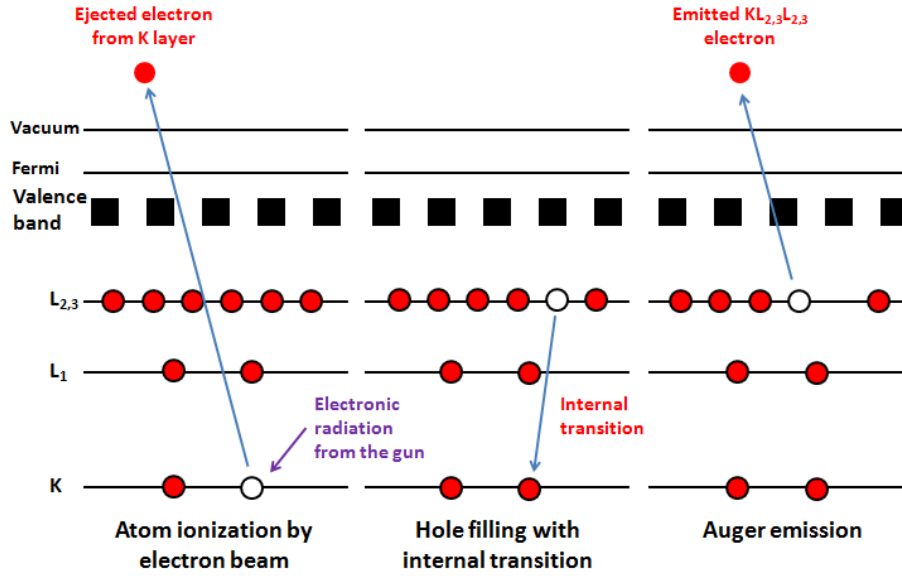 Ejected electron
from K layer
Emitted KL2,3L2,3
electron
Vacuum
Fermi
Valence
band
L2,3
L1
Electronic
radiation
from the gun
Internal
transition
K
Atom ionization by
electron beam
Hole filling with
internal transition
Auger emission